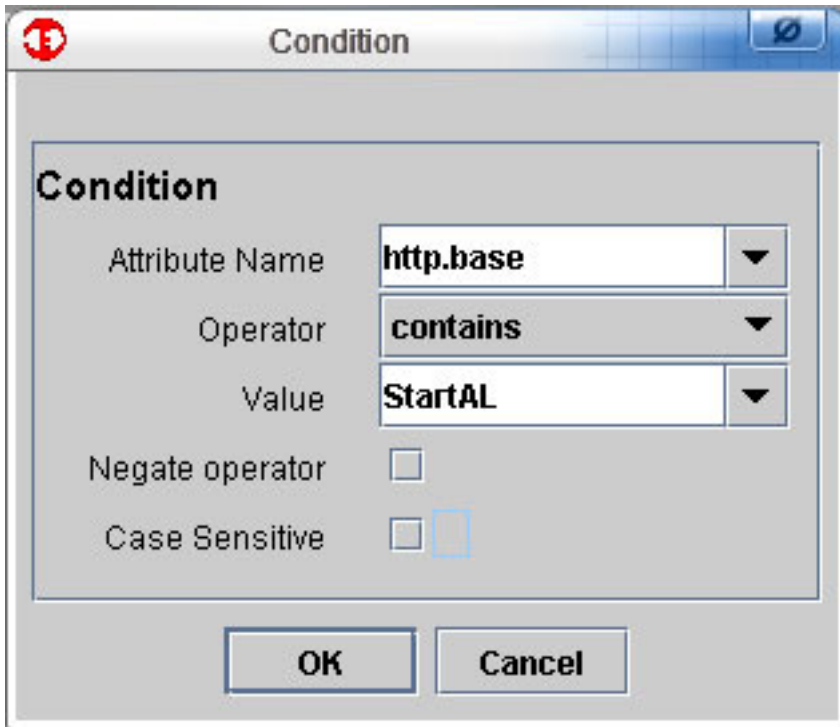 Condition
Condition
Attribute Name http.base
Operator contains
Value StartAL
Negate operator
Case Sensitive
OK Cancel